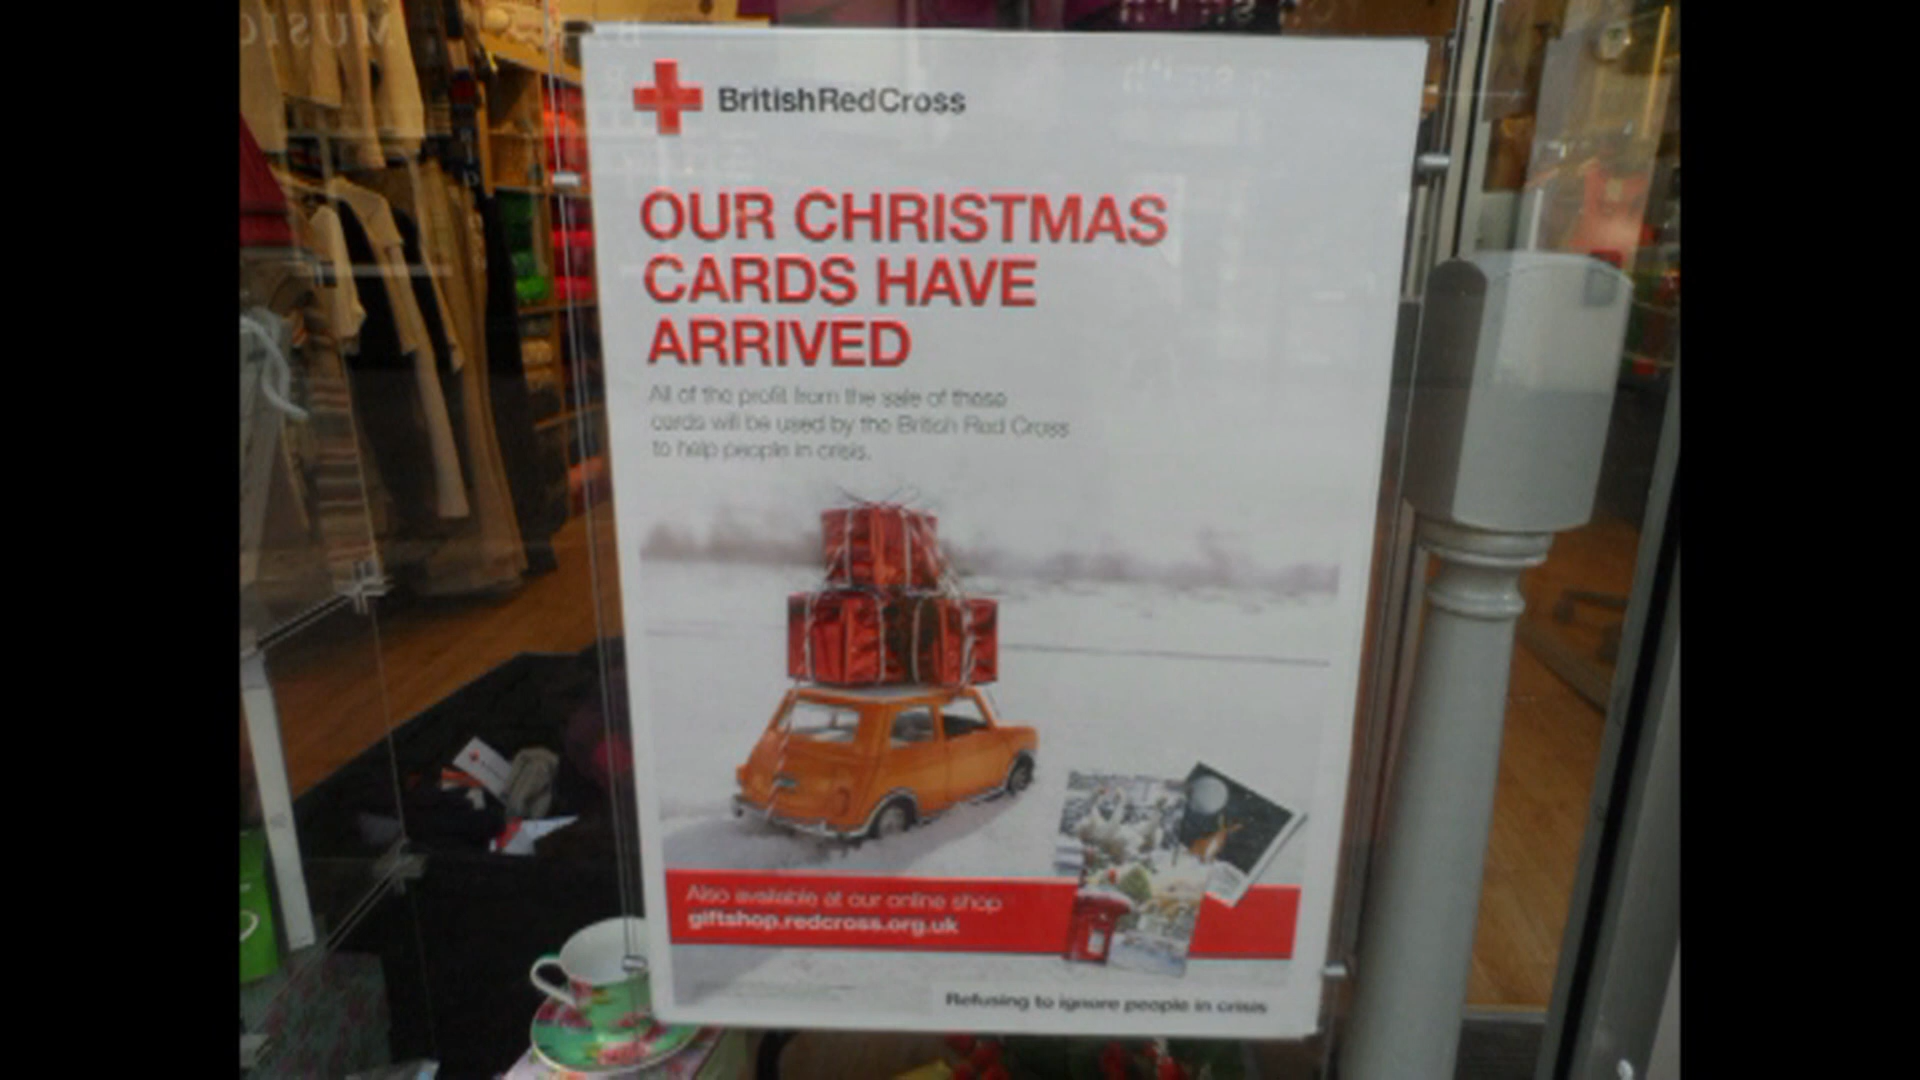 BritishRedCross
OUR CHRISTMAS
CARDS HAVE
ARRIVED
All of the profit from the sale of these
cards will be used by the British Red Cross
to help people in crisis.
Also available at our online shop
giftshop.redcross.org.uk
Refusing to ignore people in crisis